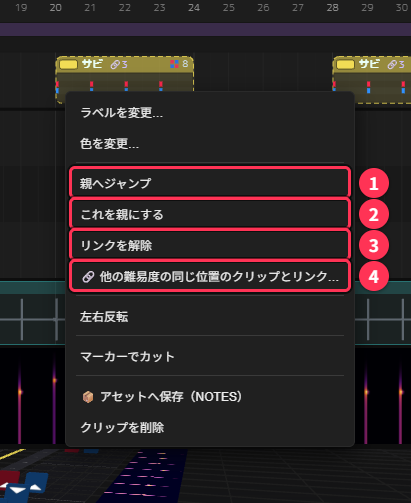 19 20 21 22 23 24 25 26 27 28 29 30
サビ 3 8 サビ 3
ラベルを変更...
色を変更...
親へジャンプ 1
これを親にする 2
リンクを解除 3
他の難易度の同じ位置のクリップとリンク... 4
左右反転
マーカーでカット
アセットへ保存（NOTES）
クリップを削除